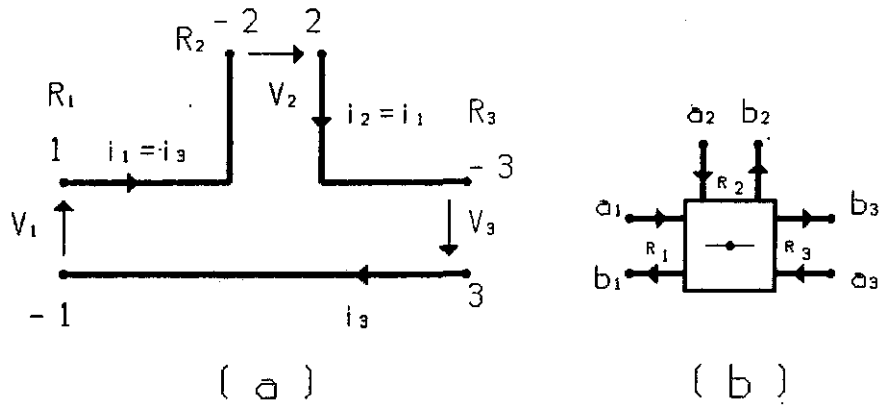 R₂ -2 2
V₂
a₂ b₂
R₁ i₂=i₁ R₃
1 i₁=i₃ -3
R₂
a₁ b₃
V₁ V₃
R₁ R₃
b₁ a₃
-1 i₃ 3
(a) (b)